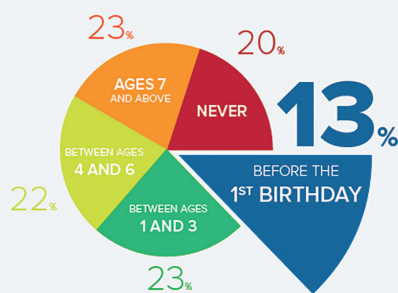 23%
20%
AGES 7
AND ABOVE
NEVER
13%
BETWEEN AGES
4 AND 6
BEFORE THE
1ST BIRTHDAY
22%
BETWEEN AGES
1 AND 3
23%